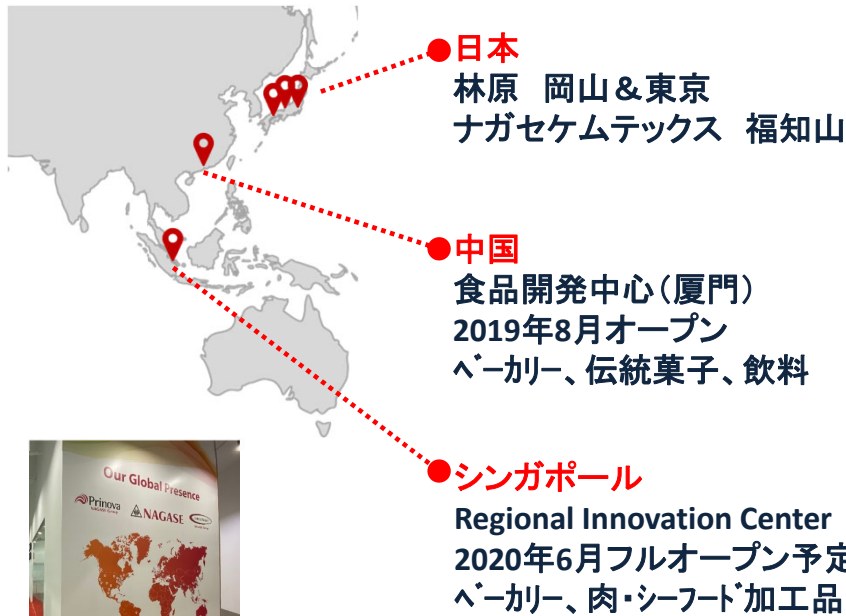 日本
林原　岡山＆東京
ナガセケムテックス　福知山
中国
食品開発中心（厦門）
2019年8月オープン
ﾍﾞｰｶﾘｰ、伝統菓子、飲料
シンガポール
Regional Innovation Center
2020年6月フルオープン予定
ﾍﾞｰｶﾘｰ、肉・ｼｰﾌｰﾄﾞ加工品
Our Global Presence
Prinova
NAGASE